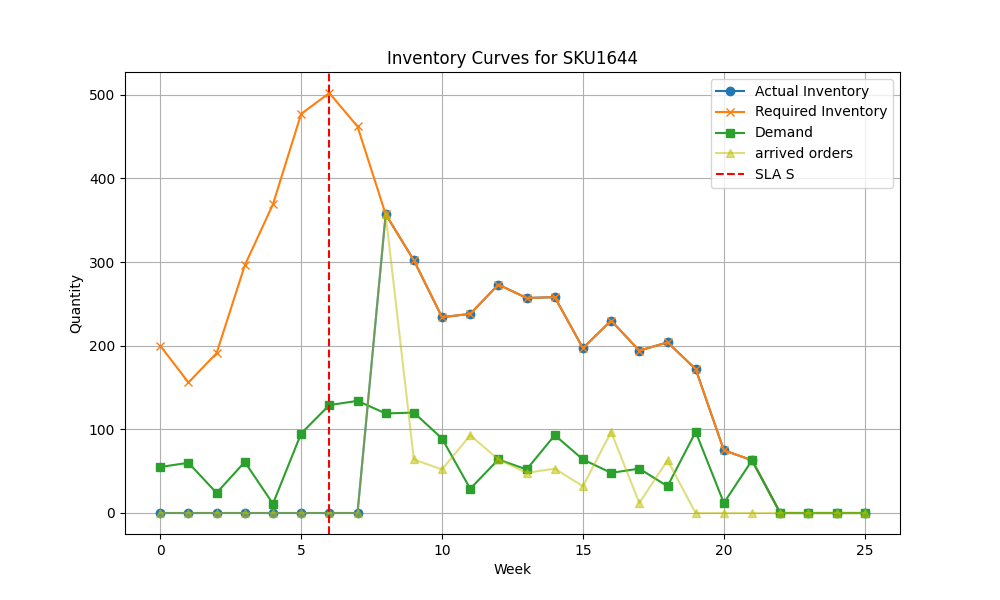 Inventory Curves for SKU1644
Actual Inventory
Required Inventory
Demand
arrived orders
SLA S
500
400
300
200
100
0
Quantity
0 5 10 15 20 25
Week